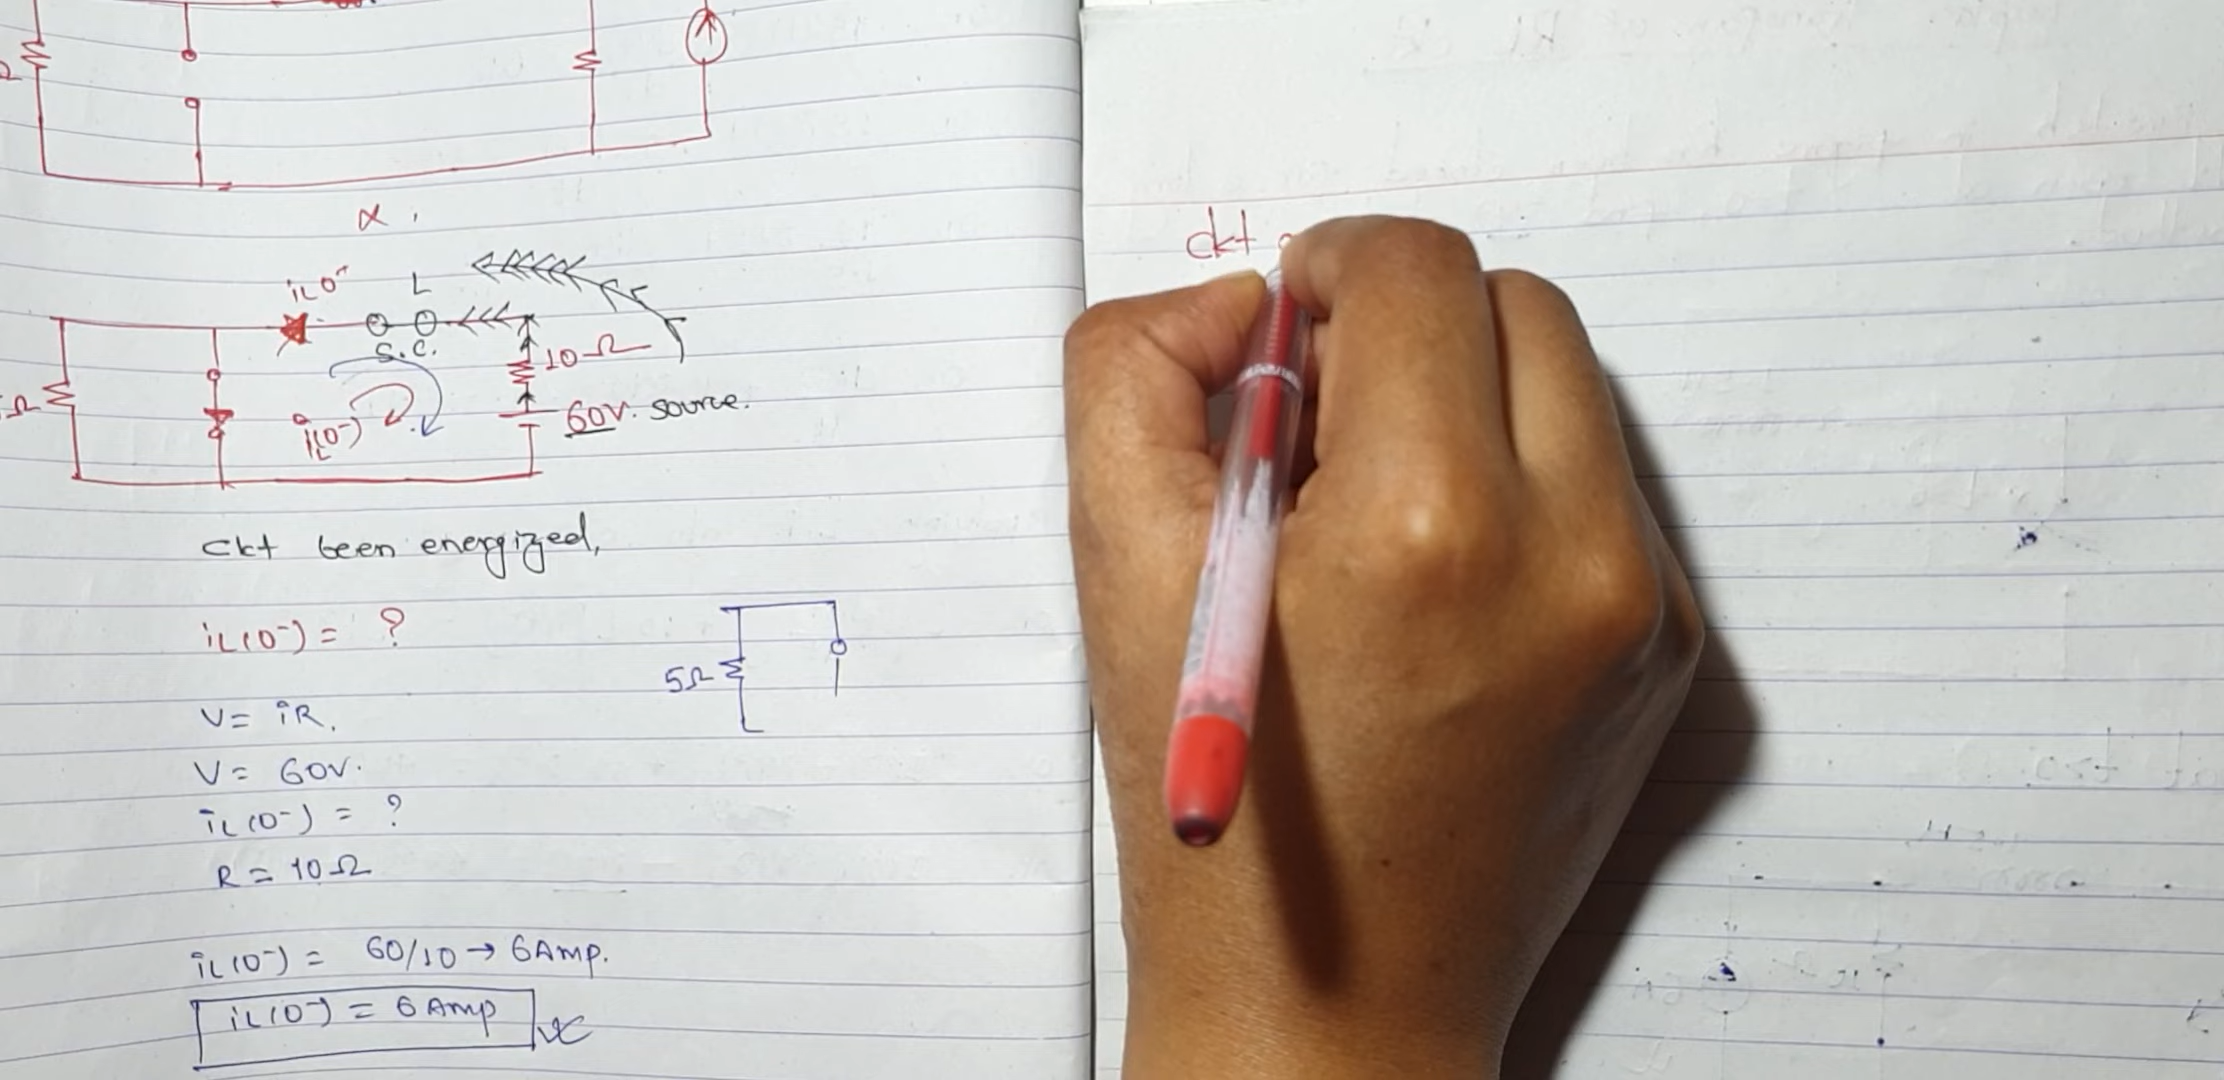 Ω
α.
iL0⁻ L
S.C.
10Ω
Ω
iL(0⁻)
60V. source.
ckt been energized,
iL(0⁻) = ?
5Ω
V = iR.
V = 60V.
iL(0⁻) = ?
R = 10Ω
iL(0⁻) = 60/10 → 6Amp.
iL(0⁻) = 6 Amp
ckt